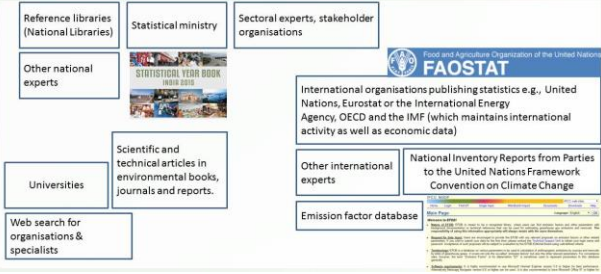 Reference libraries
(National Libraries)
Statistical ministry
Sectoral experts, stakeholder
organisations
Other national
experts
STATISTICAL YEAR BOOK
INDIA 2015
Food and Agriculture Organization of the United Nations
FAOSTAT
International organisations publishing statistics e.g., United
Nations, Eurostat or the International Energy
Agency, OECD and the IMF (which maintains international
activity as well as economic data)
Scientific and
technical articles in
environmental books,
journals and reports.
Universities
Web search for
organisations &
specialists
Other international
experts
National Inventory Reports from Parties
to the United Nations Framework
Convention on Climate Change
Emission factor database
Main Page